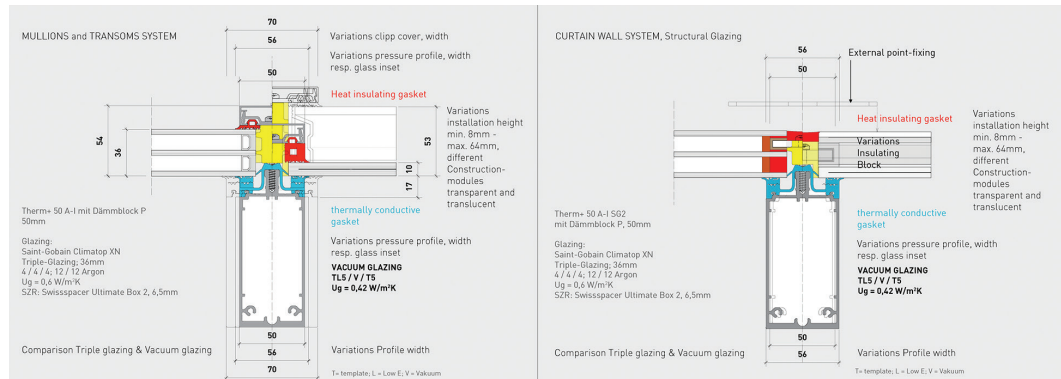 MULLIONS and TRANSOMS SYSTEM
70
56
50
Variations clipp cover, width
Variations pressure profile, width
resp. glass inset
Heat insulating gasket
54
36
53
10
17
Variations
installation height
min. 8mm -
max. 64mm,
different
Construction-
modules
transparent and
translucent
Therm+ 50 A-I mit Dämmblock P
50mm
Glazing:
Saint-Gobain Climatop XN
Triple-Glazing; 36mm
4 / 4 / 4; 12 / 12 Argon
Ug = 0,6 W/m²K
SZR: Swissspacer Ultimate Box 2, 6,5mm
thermally conductive
gasket
Variations pressure profile, width
resp. glass inset
VACUUM GLAZING
TL5 / V / T5
Ug = 0,42 W/m²K
50
56
70
Comparison Triple glazing & Vacuum glazing
Variations Profile width
T= template; L = Low E; V = Vakuum
CURTAIN WALL SYSTEM, Structural Glazing
56
50
External point-fixing
Heat insulating gasket
Variations
Insulating
Block
Variations
installation height
min. 8mm -
max. 64mm,
different
Construction-
modules
transparent and
translucent
Therm+ 50 A-I SG2
mit Dämmblock P, 50mm
Glazing:
Saint-Gobain Climatop XN
Triple-Glazing; 36mm
4 / 4 / 4; 12 / 12 Argon
Ug = 0,6 W/m²K
SZR: Swissspacer Ultimate Box 2, 6,5mm
thermally conductive
gasket
Variations pressure profile, width
resp. glass inset
VACUUM GLAZING
TL5 / V / T5
Ug = 0,42 W/m²K
50
56
Comparison Triple glazing & Vacuum glazing
Variations Profile width
T= template; L = Low E; V = Vakuum